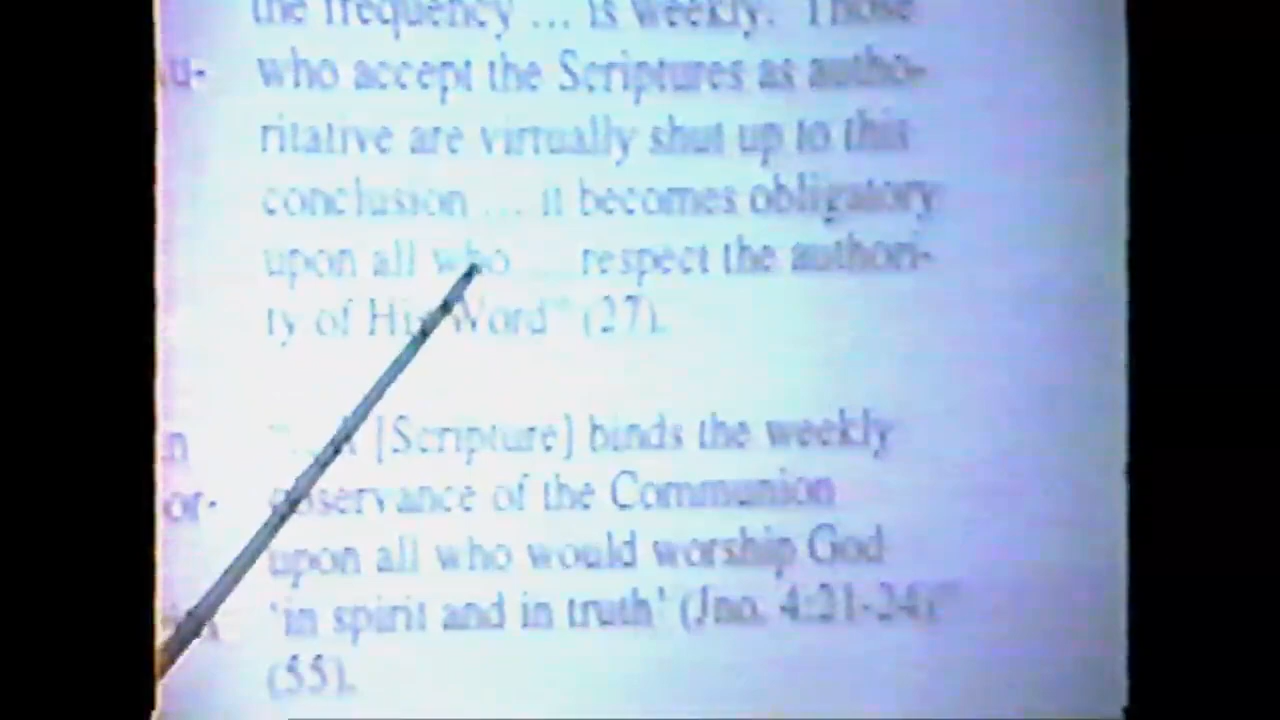 the frequency ... is weekly. Those
u- who accept the Scriptures as autho-
ritative are virtually shut up to this
conclusion ... it becomes obligatory
upon all who ... respect the authori-
ty of His Word" (27).
n "... [Scripture] binds the weekly
or- observance of the Communion
upon all who would worship God
'in spirit and in truth' (Jno. 4:21-24)"
(55).